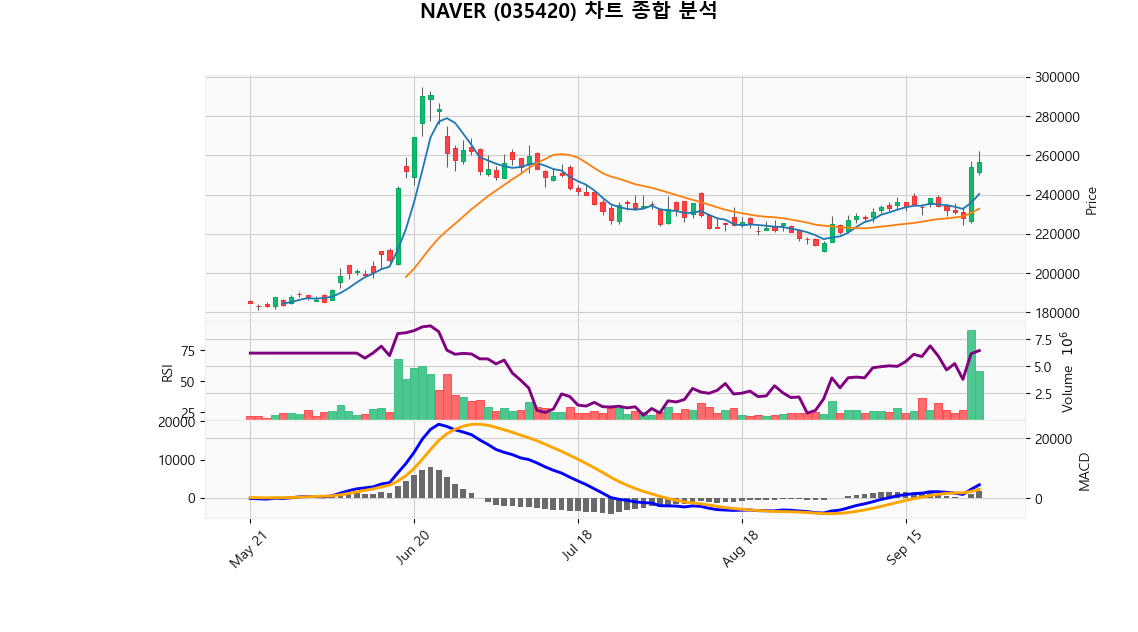 NAVER (035420) 차트 종합 분석
300000
280000
260000
240000
220000
200000
180000
Price
75
50
25
RSI
7.5
5.0
2.5
Volume 10^6
20000
10000
0
20000
0
MACD
May 21
Jun 20
Jul 18
Aug 18
Sep 15